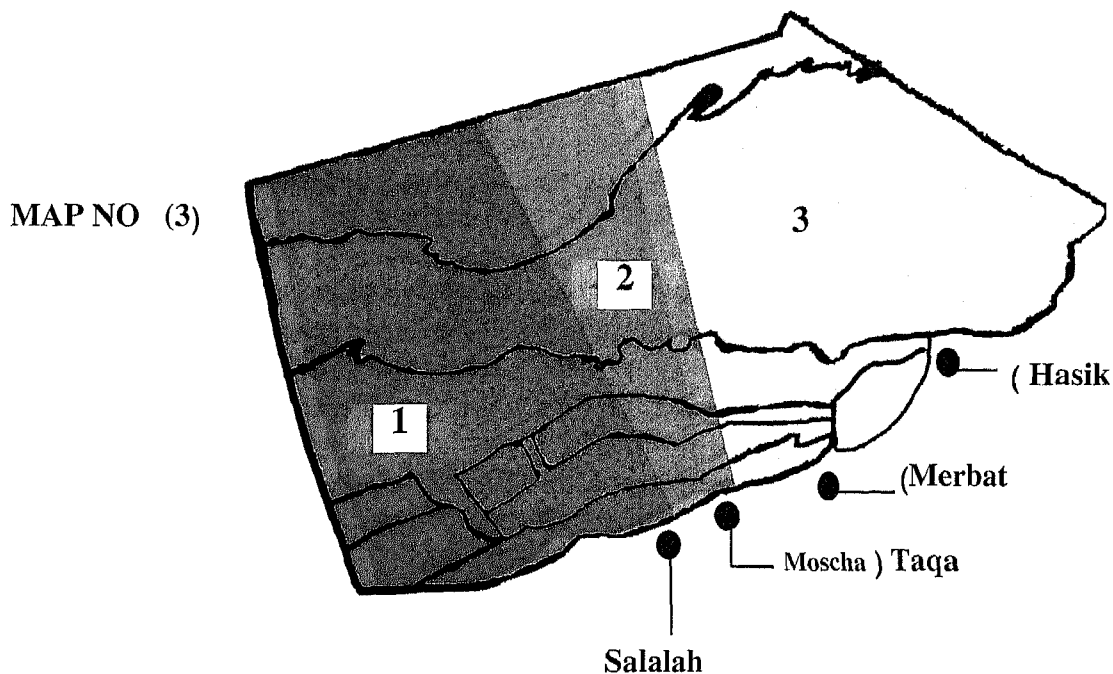 3
MAP NO (3)
2
( Hasik
1
(Merbat
Moscha ) Taqa
Salalah